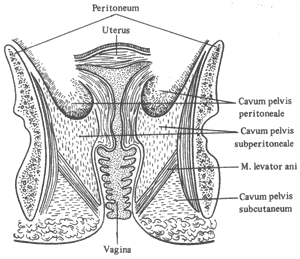 Peritoneum
Uterus
Cavum pelvis
peritoneale
Cavum pelvis
subperitoneale
M. levator ani
Cavum pelvis
subcutaneum
Vagina